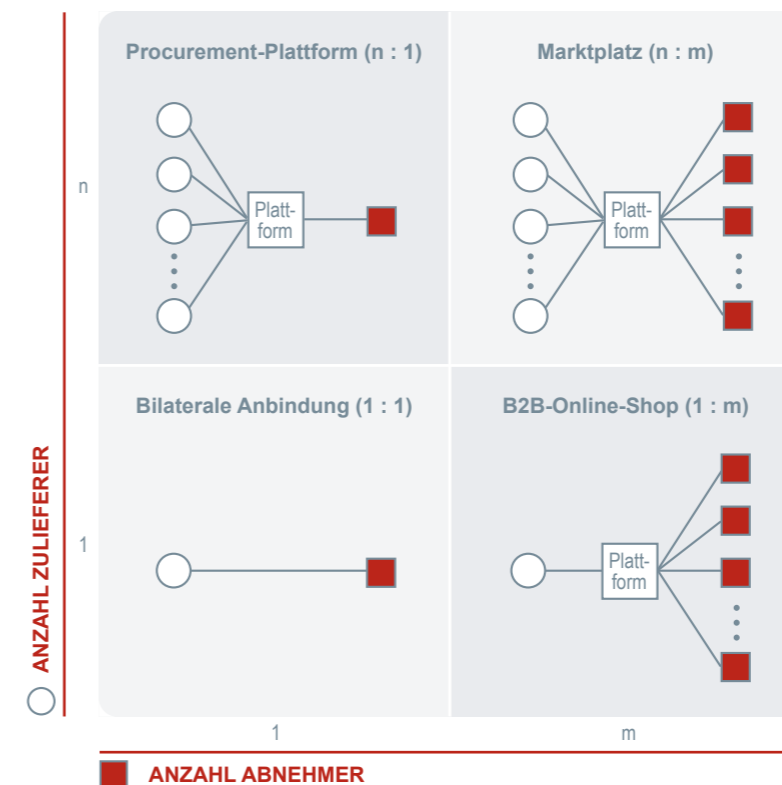 Procurement-Plattform (n : 1)
Marktplatz (n : m)
n
Platt-
form
Platt-
form
Bilaterale Anbindung (1 : 1)
B2B-Online-Shop (1 : m)
1
Platt-
form
ANZAHL ZULIEFERER
1
m
ANZAHL ABNEHMER